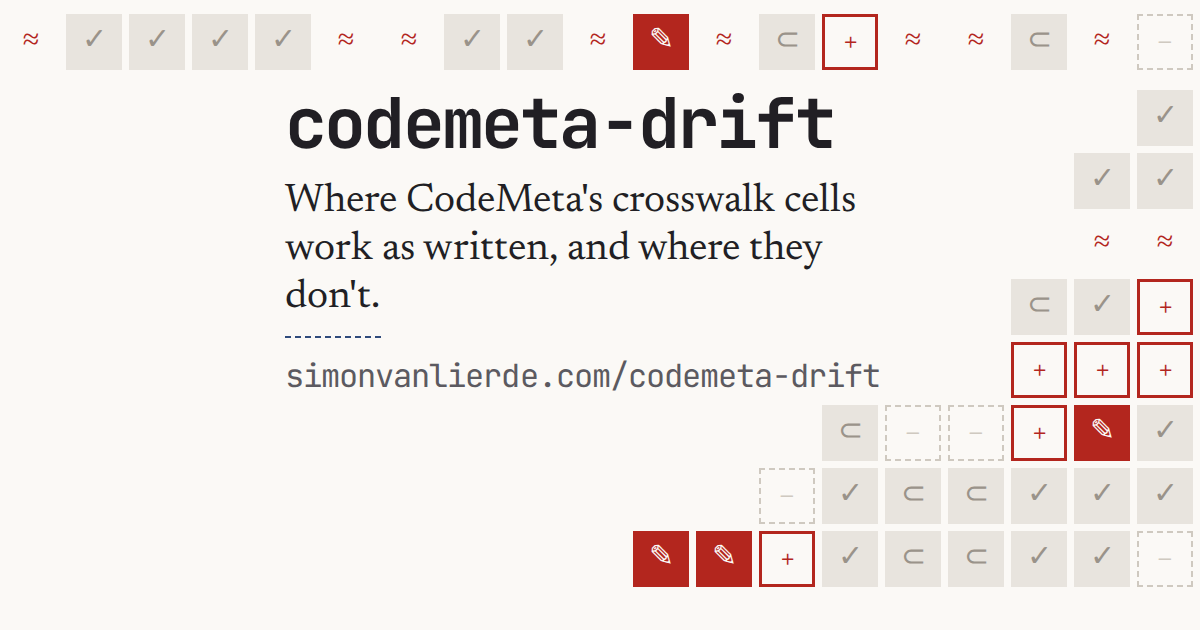 ≈ ✓ ✓ ✓ ✓ ≈ ≈ ✓ ✓ ≈ ✎ ≈ ⊂ + ≈ ≈ ⊂ ≈ –
codemeta-drift
Where CodeMeta's crosswalk cells
work as written, and where they
don't.
simonvanlierde.com/codemeta-drift
✓
✓ ✓
≈ ≈
⊂ ✓ +
+ + +
⊂ – – + ✎ ✓
– ✓ ⊂ ⊂ ✓ ✓ ✓
✎ ✎ + ✓ ⊂ ⊂ ✓ ✓ –